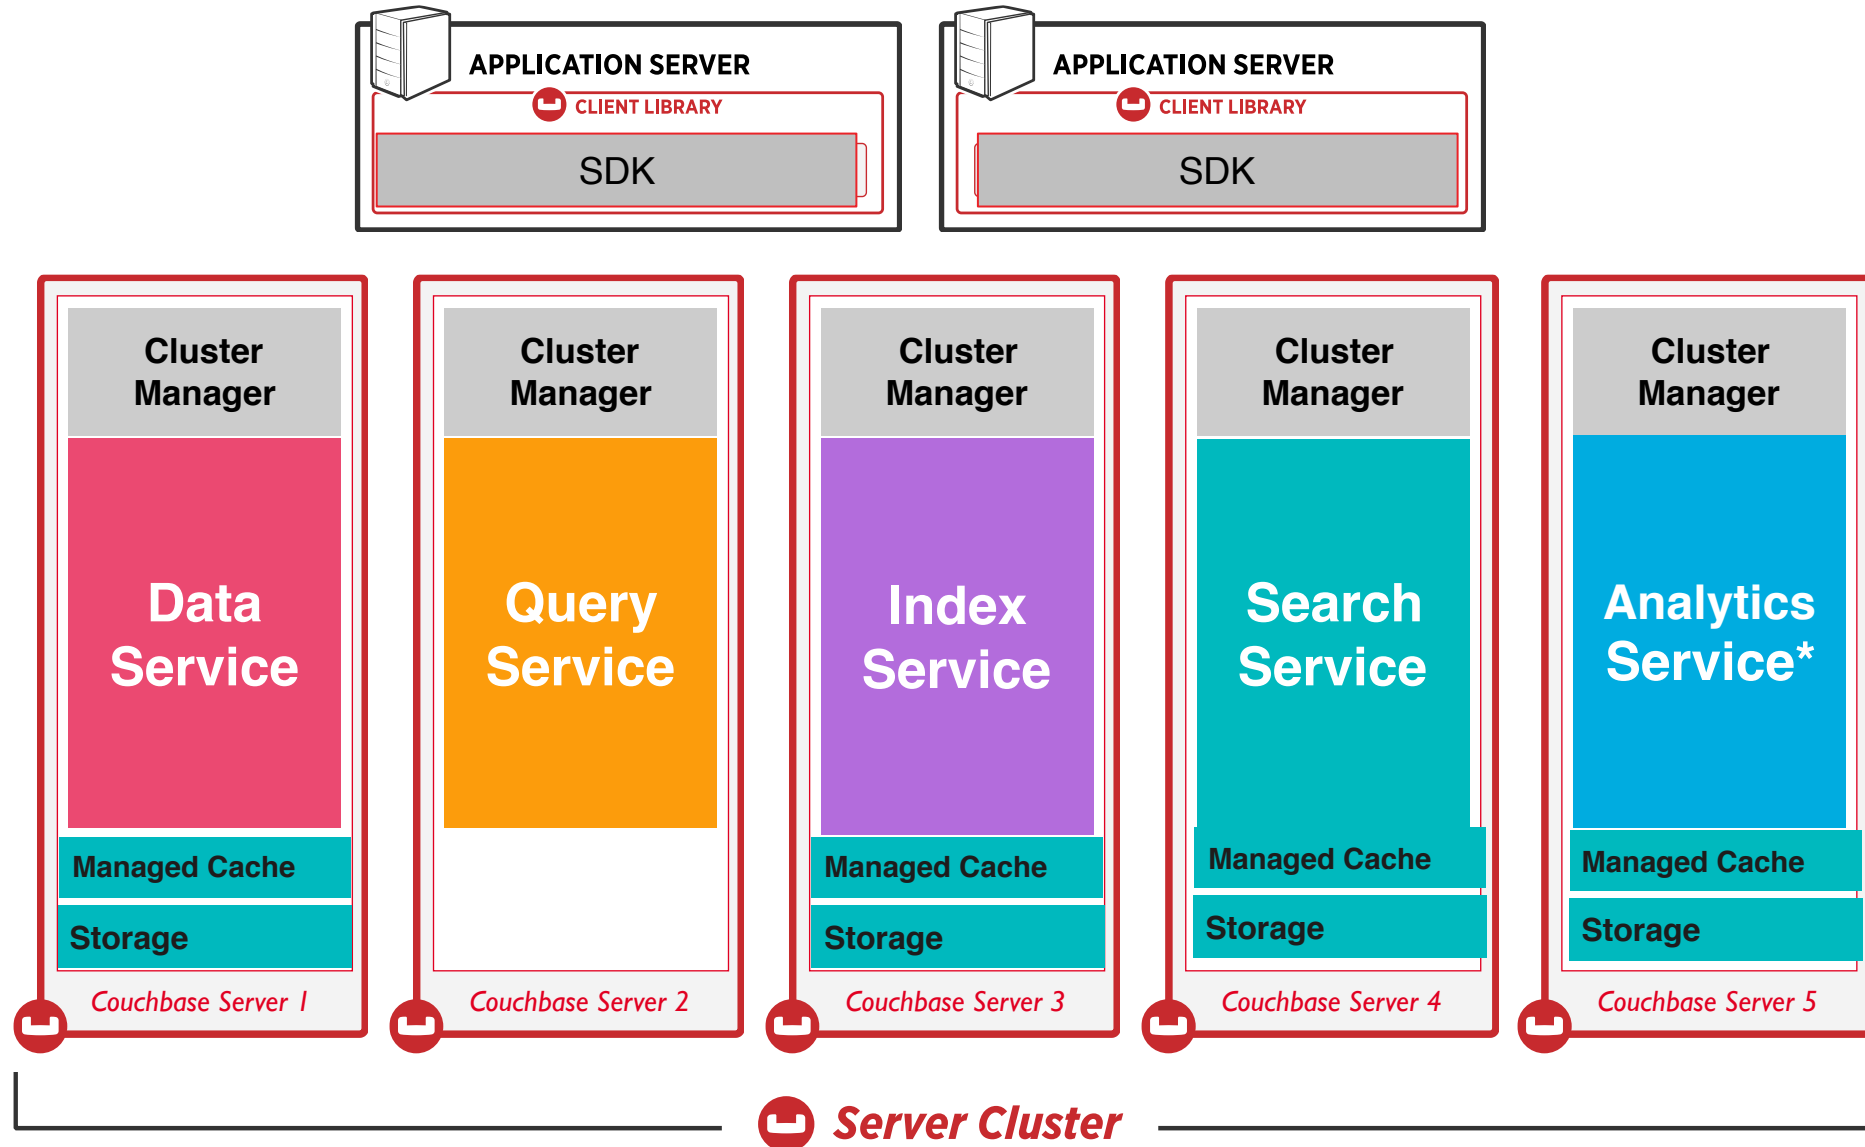 APPLICATION SERVER
CLIENT LIBRARY
SDK
APPLICATION SERVER
CLIENT LIBRARY
SDK
Cluster
Manager
Data
Service
Managed Cache
Storage
Couchbase Server 1
Cluster
Manager
Query
Service
Couchbase Server 2
Cluster
Manager
Index
Service
Managed Cache
Storage
Couchbase Server 3
Cluster
Manager
Search
Service
Managed Cache
Storage
Couchbase Server 4
Cluster
Manager
Analytics
Service*
Managed Cache
Storage
Couchbase Server 5
Server Cluster